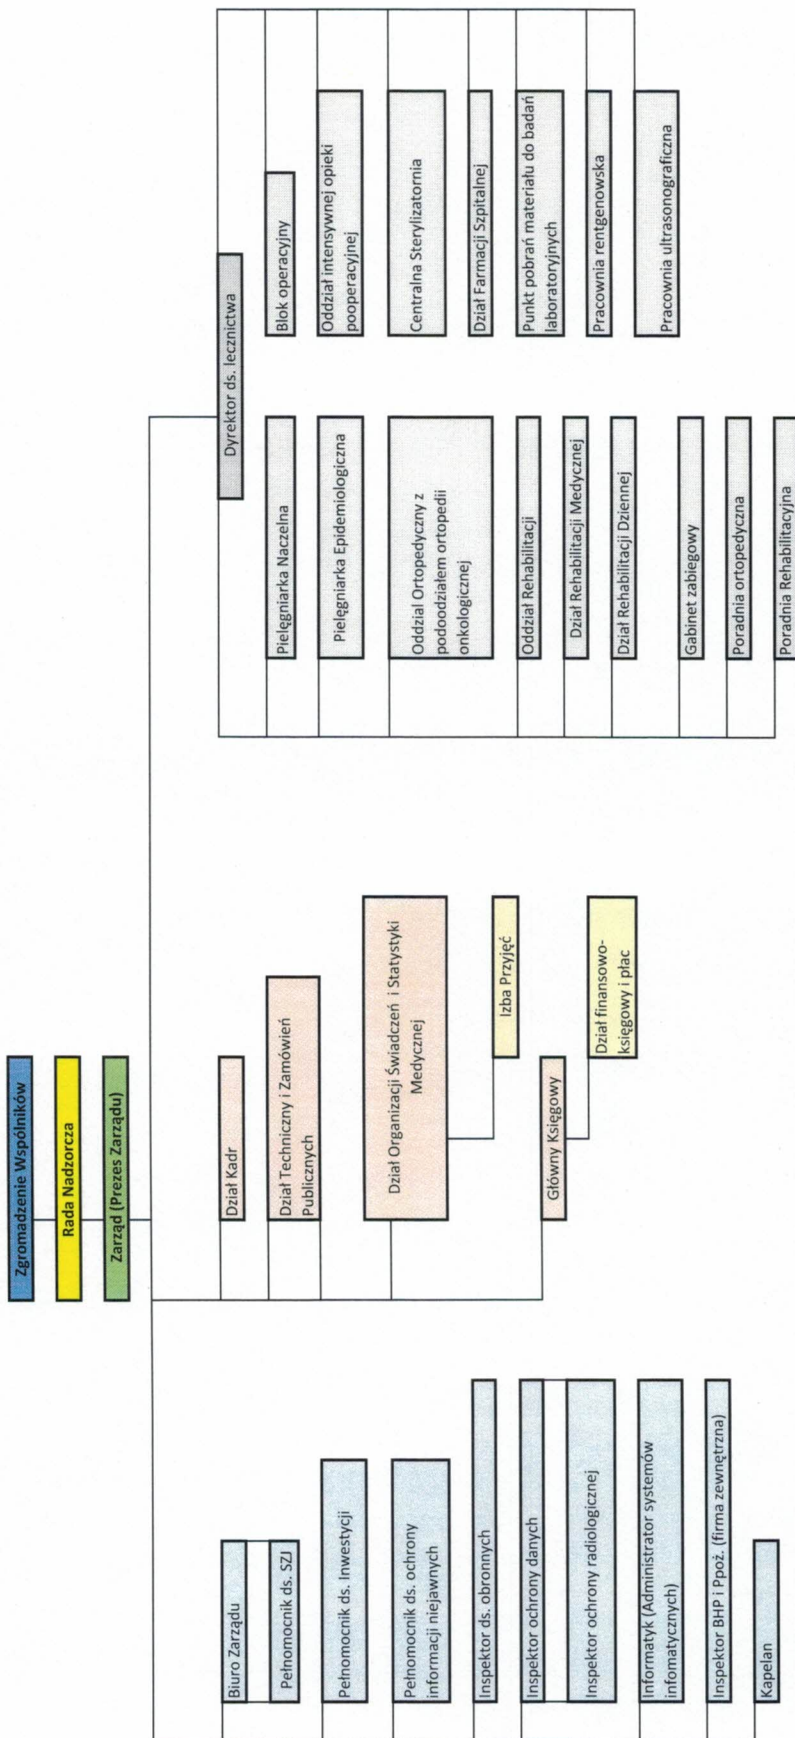 Zgromadzenie Wspólników
Rada Nadzorcza
Zarząd (Prezes Zarządu)
Biuro Zarządu
Pełnomocnik ds. SZJ
Pełnomocnik ds. Inwestycji
Pełnomocnik ds. ochrony
informacji niejawnych
Inspektor ds. obronnych
Inspektor ochrony danych
Inspektor ochrony radiologicznej
Informatyk (Administrator systemów
infomatycznych)
Inspektor BHP i Ppoż. (firma zewnętrzna)
Kapelan
Dział Kadr
Dział Techniczny i Zamówień
Publicznych
Dział Organizacji Świadczeń i Statystyki
Medycznej
Izba Przyjęć
Główny Księgowy
Dział finansowo-
księgowy i płac
Dyrektor ds. lecznictwa
Pielęgniarka Naczelna
Pielęgniarka Epidemiologiczna
Oddzial Ortopedyczny z
podoodziałem ortopedii
onkologicznej
Oddział Rehabilitacji
Dział Rehabilitacji Medycznej
Dział Rehabilitacji Dziennej
Gabinet zabiegowy
Poradnia ortopedyczna
Poradnia Rehabilitacyjna
Blok operacyjny
Oddział intensywnej opieki
pooperacyjnej
Centralna Sterylizatornia
Dział Farmacji Szpitalnej
Punkt pobrań materiału do badań
laboratoryjnych
Pracownia rentgenowska
Pracownia ultrasonograficzna